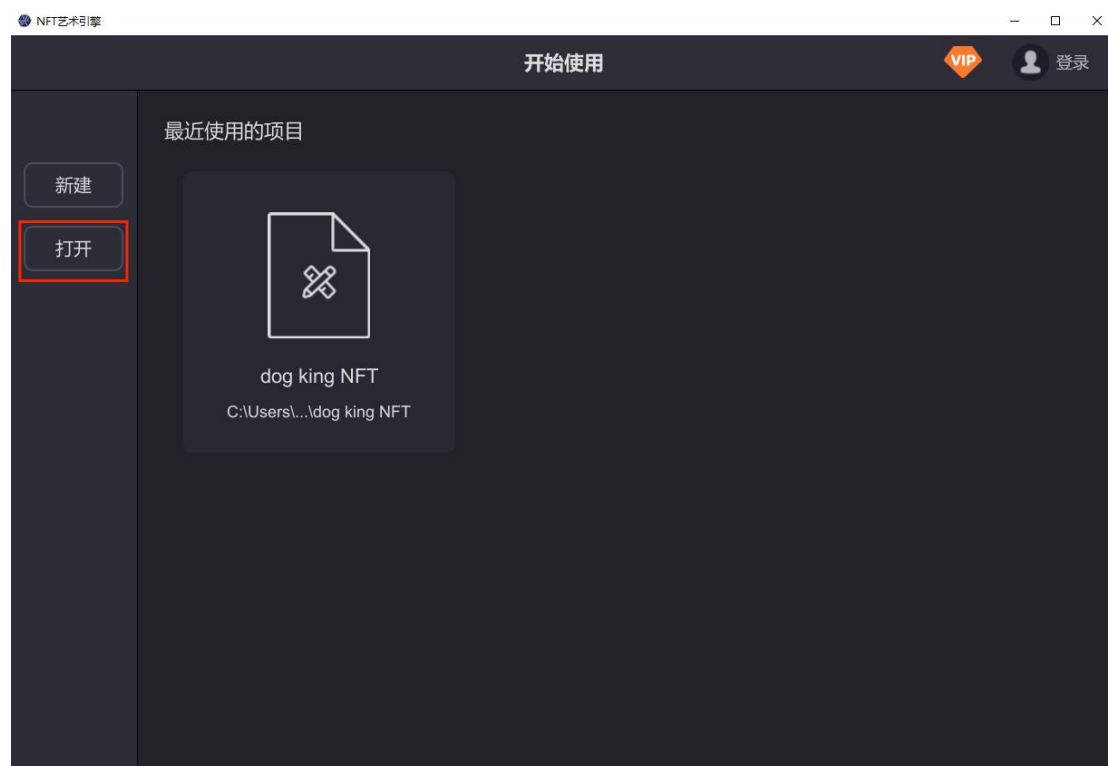 NFT艺术引擎
开始使用
VIP
登录
最近使用的项目
新建
打开
dog king NFT
C:\Users\...\dog king NFT